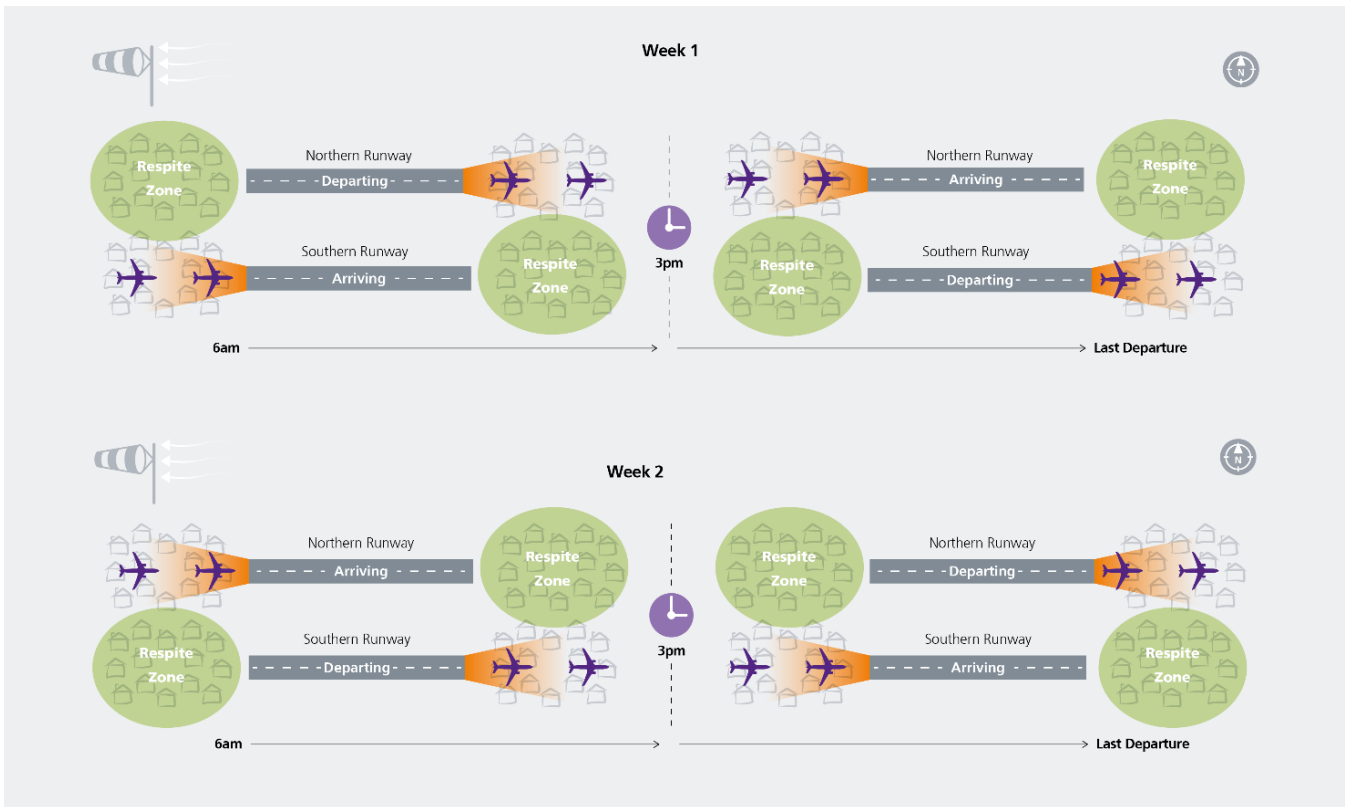 Week 1
N
Respite
Zone
Northern Runway
Departing
Southern Runway
Arriving
Respite
Zone
3pm
Northern Runway
Arriving
Respite
Zone
Respite
Zone
Southern Runway
Departing
6am
Last Departure
Week 2
N
Northern Runway
Arriving
Respite
Zone
Respite
Zone
Southern Runway
Departing
3pm
Respite
Zone
Northern Runway
Departing
Southern Runway
Arriving
Respite
Zone
6am
Last Departure